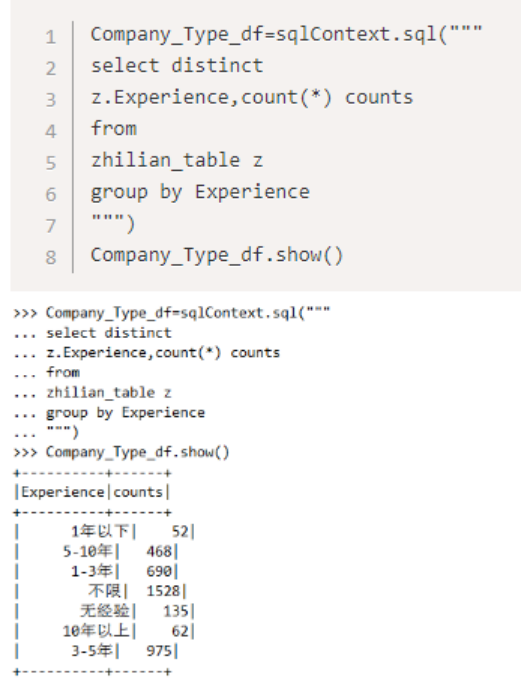 1 Company_Type_df=sqlContext.sql("""
2 select distinct
3 z.Experience,count(*) counts
4 from
5 zhilian_table z
6 group by Experience
7 """)
8 Company_Type_df.show()
>>> Company_Type_df=sqlContext.sql("""
... select distinct
... z.Experience,count(*) counts
... from
... zhilian_table z
... group by Experience
... """)
>>> Company_Type_df.show()
+----------+------+
|Experience|counts|
+----------+------+
|      1年以下|    52|
|     5-10年|   468|
|      1-3年|   690|
|        不限|  1528|
|       无经验|   135|
|     10年以上|    62|
|      3-5年|   975|
+----------+------+